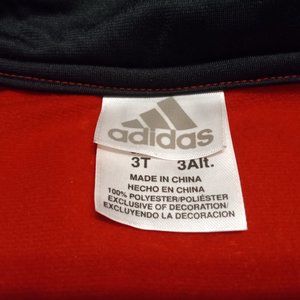 adidas
3T 3Alt.
MADE IN CHINA
HECHO EN CHINA
100% POLYESTER/POLIÉSTER
EXCLUSIVE OF DECORATION/
EXCLUYENDO LA DECORACION